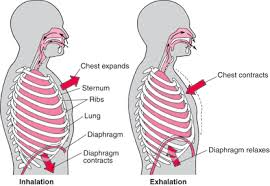 Chest expands
Sternum
Ribs
Lung
Diaphragm
Diaphragm
contracts
Inhalation
Chest contracts
Diaphragm relaxes
Exhalation